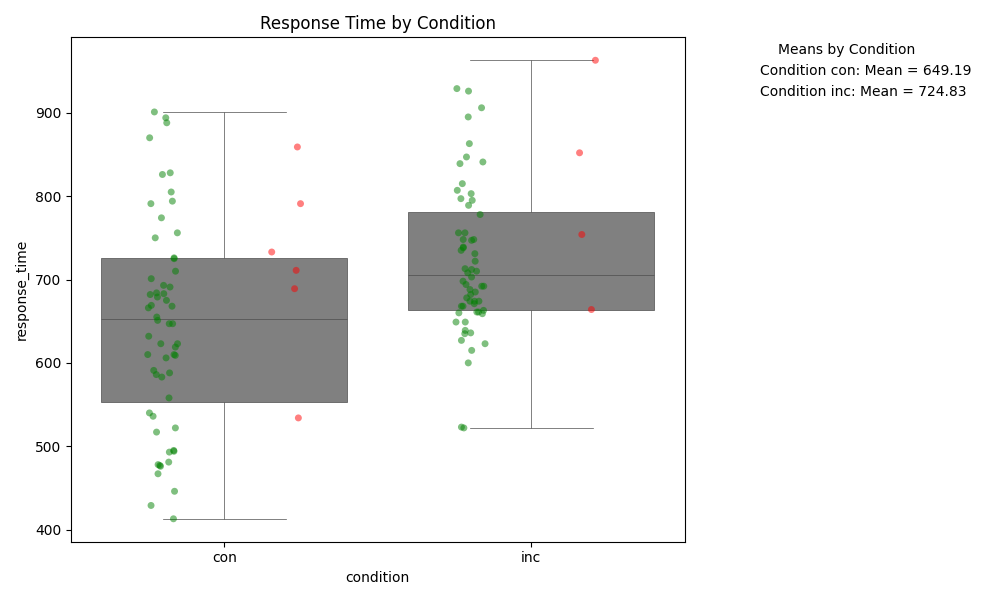 Response Time by Condition
Means by Condition
Condition con: Mean = 649.19
Condition inc: Mean = 724.83
900
800
700
600
500
400
response_time
con inc
condition